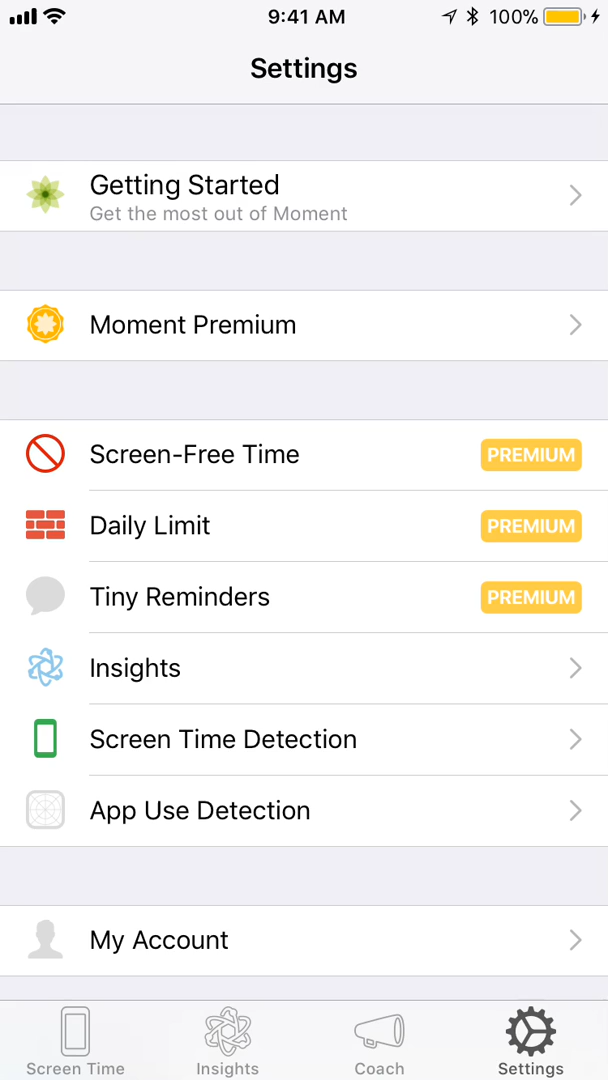 9:41 AM 100%
Settings
Getting Started
Get the most out of Moment
Moment Premium
Screen-Free Time PREMIUM
Daily Limit PREMIUM
Tiny Reminders PREMIUM
Insights
Screen Time Detection
App Use Detection
My Account
Screen Time Insights Coach Settings